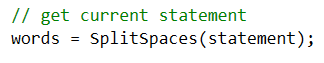 // get current statement
words = SplitSpaces(statement);